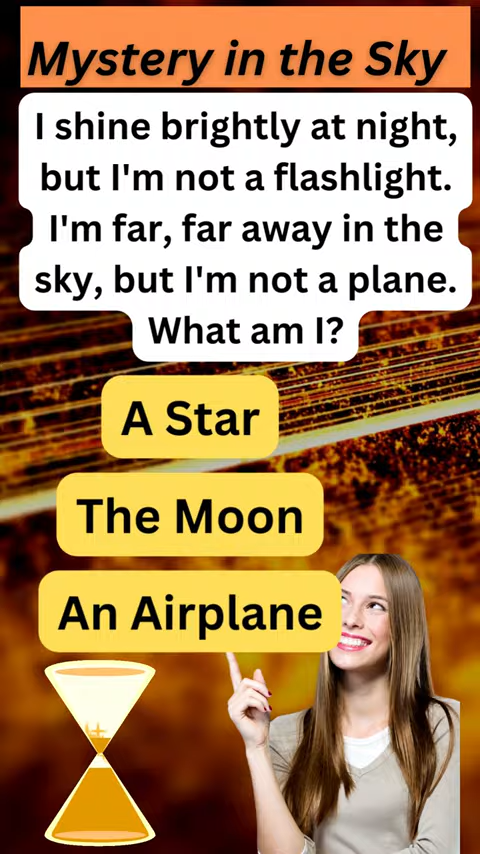 Mystery in the Sky
I shine brightly at night,
but I'm not a flashlight.
I'm far, far away in the
sky, but I'm not a plane.
What am I?
A Star
The Moon
An Airplane